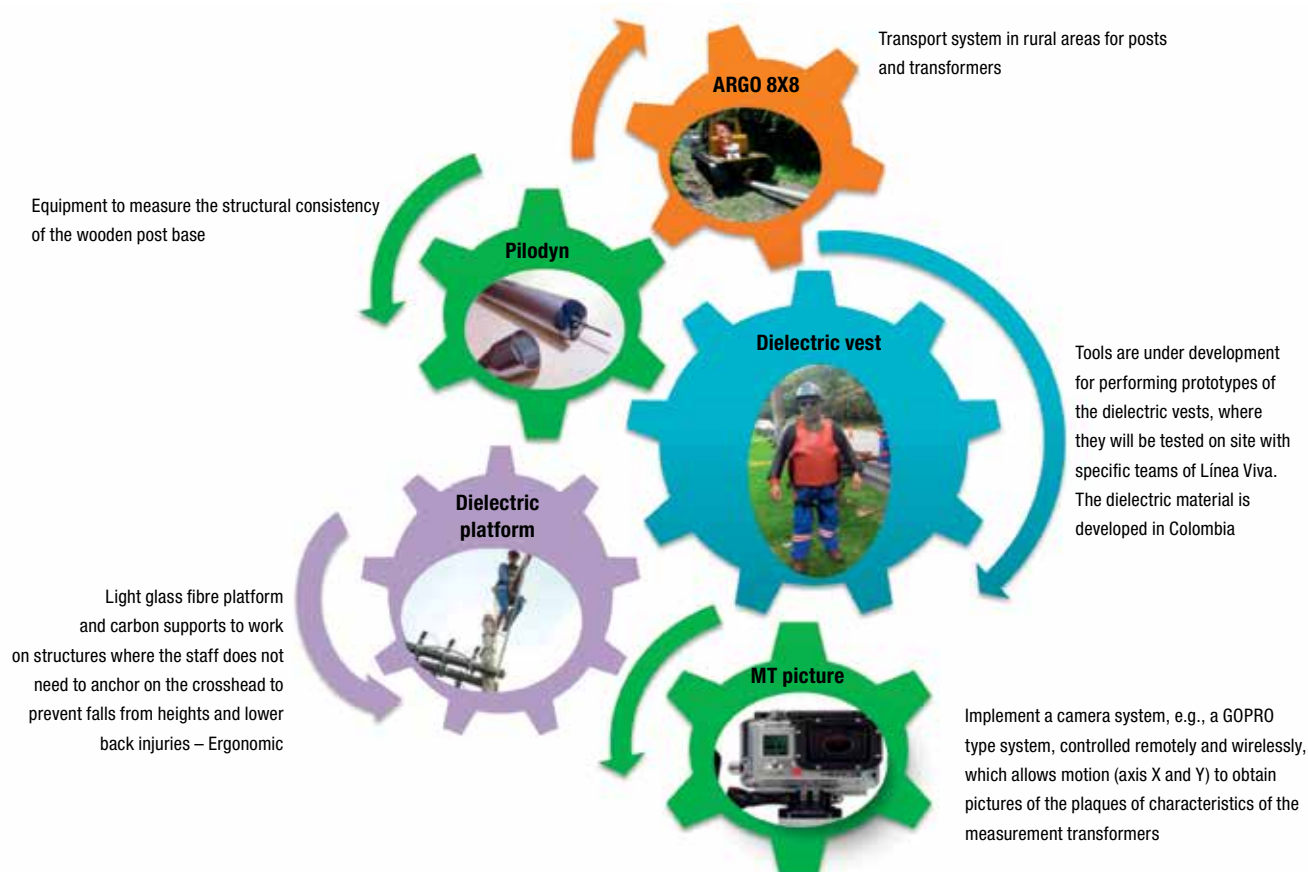 ARGO 8X8
Transport system in rural areas for posts
and transformers
Equipment to measure the structural consistency
of the wooden post base
Pilodyn
Dielectric vest
Tools are under development
for performing prototypes of
the dielectric vests, where
they will be tested on site with
specific teams of Línea Viva.
The dielectric material is
developed in Colombia
Dielectric
platform
Light glass fibre platform
and carbon supports to work
on structures where the staff does not
need to anchor on the crosshead to
prevent falls from heights and lower
back injuries – Ergonomic
MT picture
Implement a camera system, e.g., a GOPRO
type system, controlled remotely and wirelessly,
which allows motion (axis X and Y) to obtain
pictures of the plaques of characteristics of the
measurement transformers